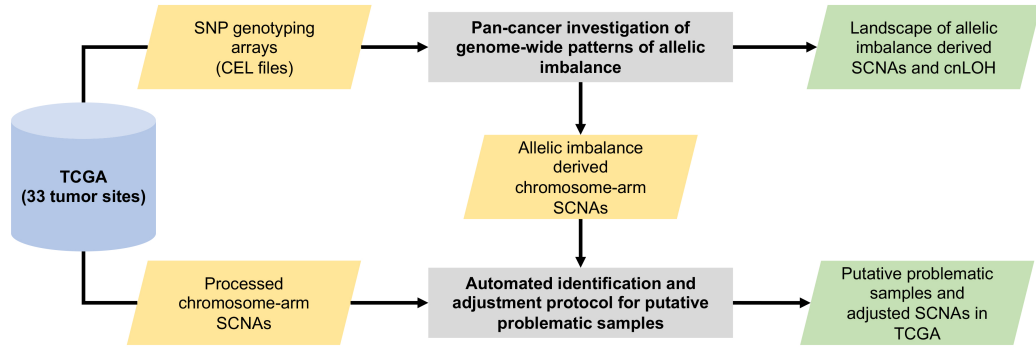 SNP genotyping
arrays
(CEL files)
Pan-cancer investigation of
genome-wide patterns of allelic
imbalance
Landscape of allelic
imbalance derived
SCNAs and cnLOH
TCGA
(33 tumor sites)
Allelic imbalance
derived
chromosome-arm
SCNAs
Processed
chromosome-arm
SCNAs
Automated identification and
adjustment protocol for putative
problematic samples
Putative problematic
samples and
adjusted SCNAs in
TCGA